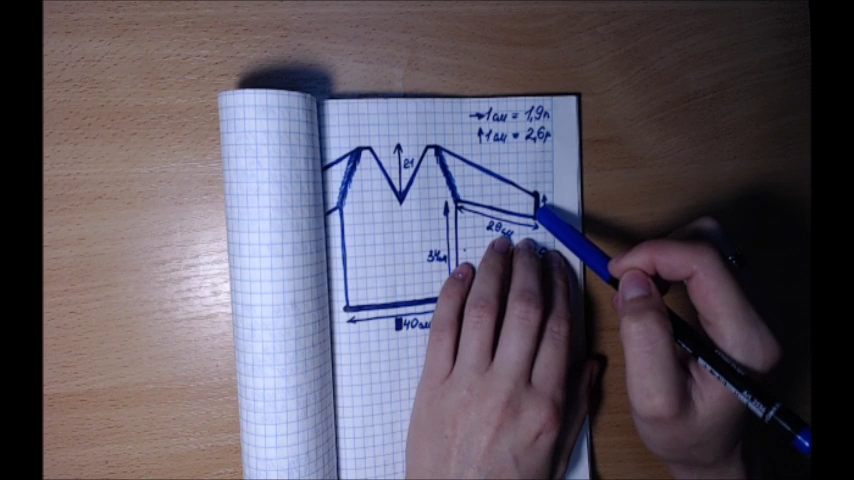 →1см = 1,9п
↑1см = 2,6р
21
28см
34см
40см